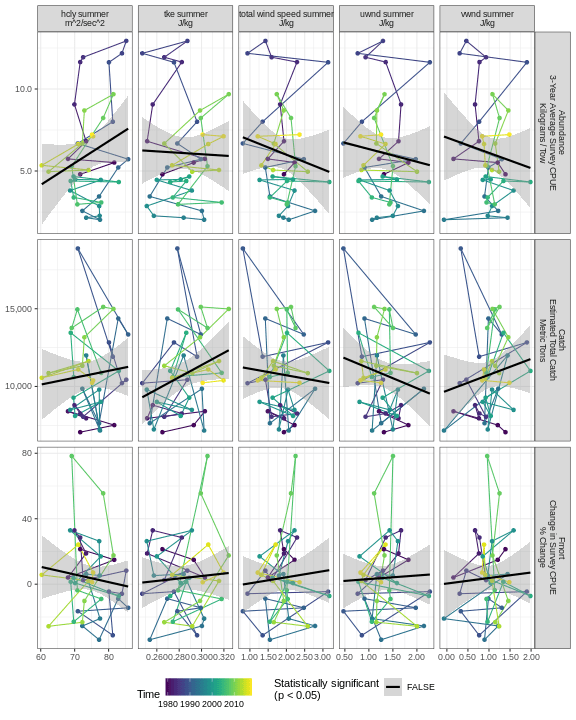 hcly summer
m^2/sec^2
tke summer
J/kg
total wind speed summer
J/kg
uwnd summer
J/kg
vwnd summer
J/kg
10.0
5.0
Abundance
3-Year Average Survey CPUE
Kilograms / Tow
15,000
10,000
Catch
Estimated Total Catch
Metric Tons
80
40
0
Fmort
Change in Survey CPUE
% Change
60 70 80
0.260 0.280 0.300 0.320
1.00 1.50 2.00 2.50 3.00
0.50 1.00 1.50 2.00
0.00 0.50 1.00 1.50 2.00
Time
1980 1990 2000 2010
Statistically significant
(p < 0.05)
FALSE